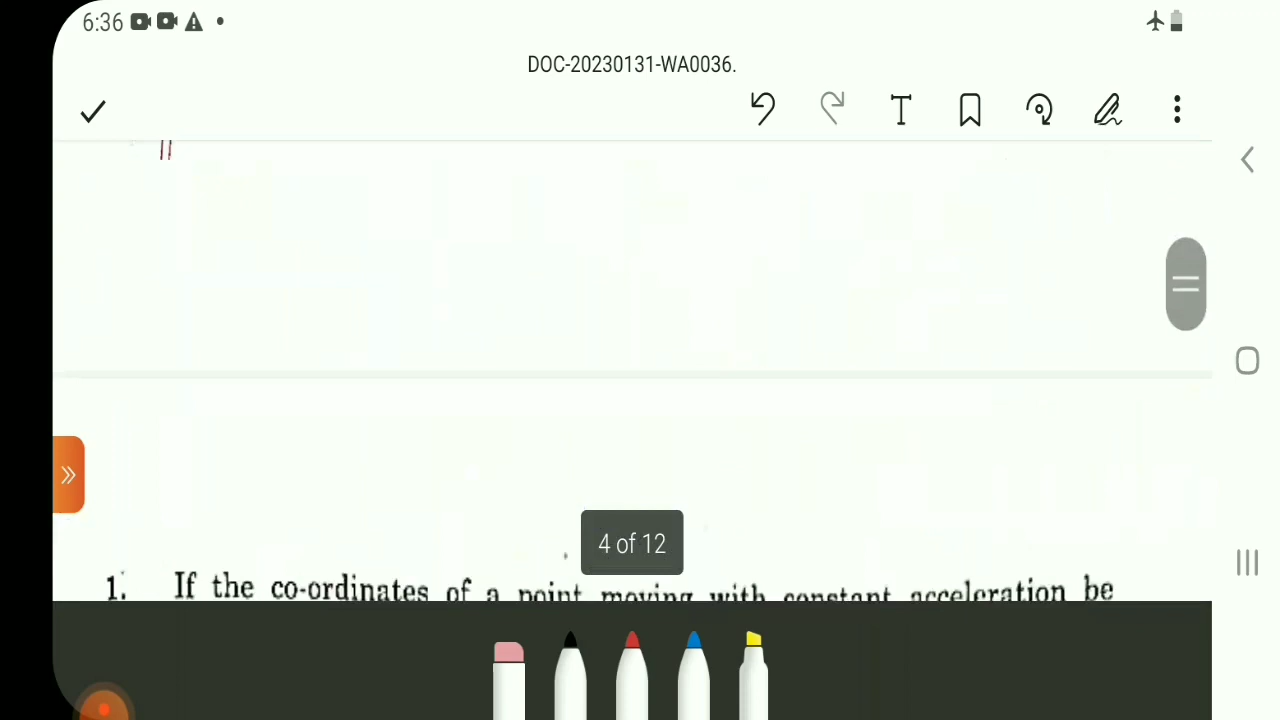 6:36
DOC-20230131-WA0036.
4 of 12
1. If the co-ordinates of a point moving with constant acceleration be